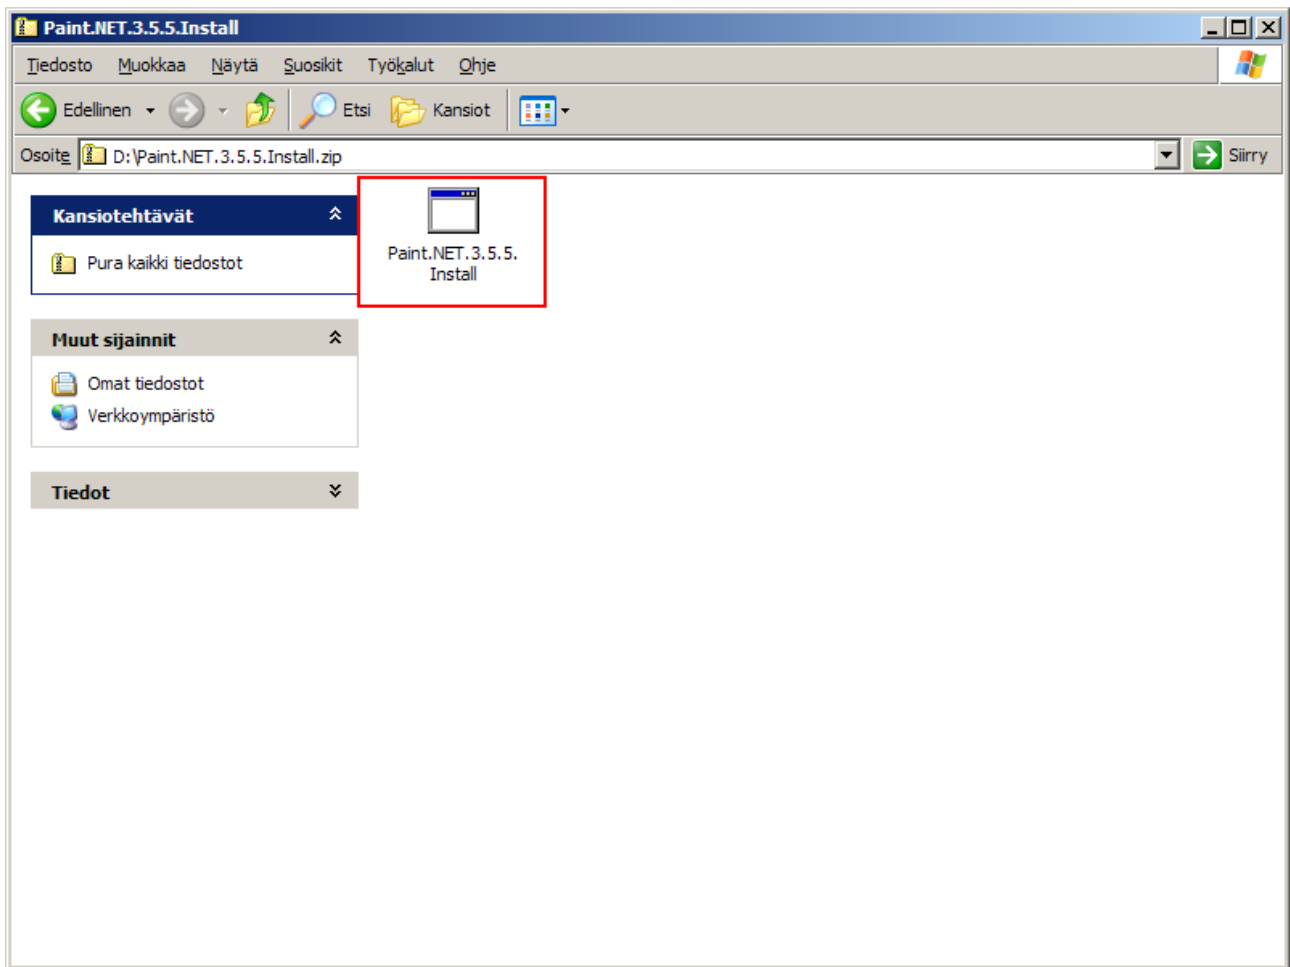 Paint.NET.3.5.5.Install
Tiedosto Muokkaa Näytä Suosikit Työkalut Ohje
Edellinen Etsi Kansiot
Osoite D:\Paint.NET.3.5.5.Install.zip Siirry
Kansiotehtävät
Pura kaikki tiedostot
Paint.NET.3.5.5.
Install
Muut sijainnit
Omat tiedostot
Verkkoympäristö
Tiedot